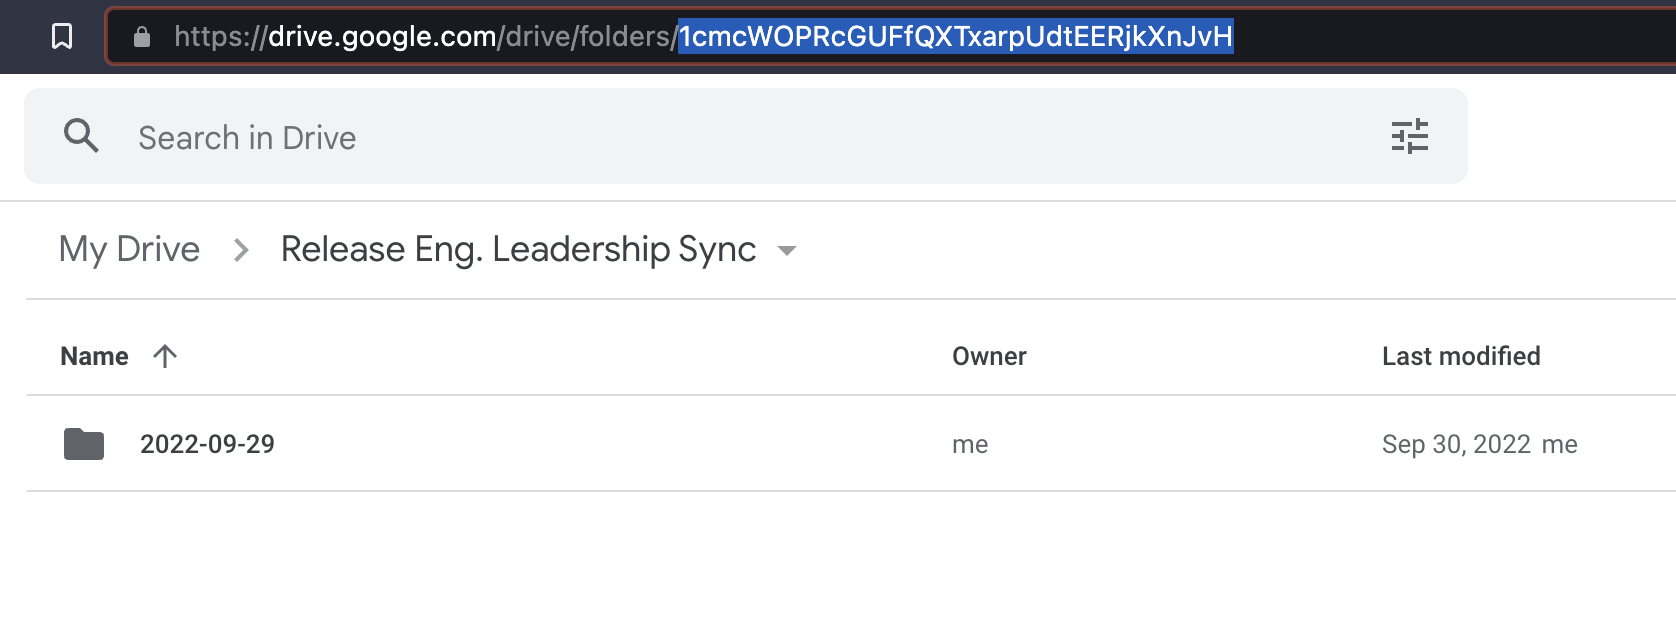 https://drive.google.com/drive/folders/1cmcWOPRcGUFfQXTxarpUdtEERjkXnJvH
Search in Drive
My Drive > Release Eng. Leadership Sync
Name Owner Last modified
2022-09-29 me Sep 30, 2022 me